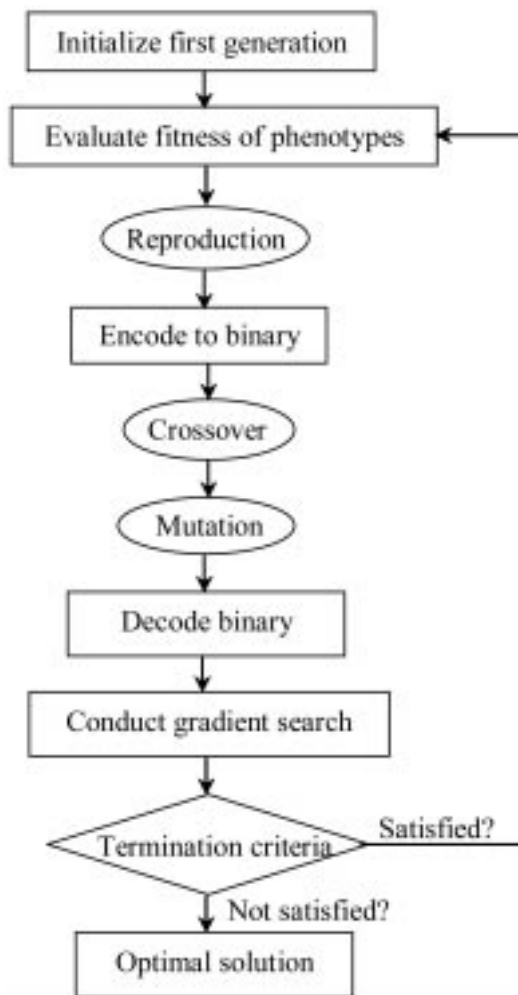 Initialize first generation
Evaluate fitness of phenotypes
Reproduction
Encode to binary
Crossover
Mutation
Decode binary
Conduct gradient search
Termination criteria
Satisfied?
Not satisfied?
Optimal solution